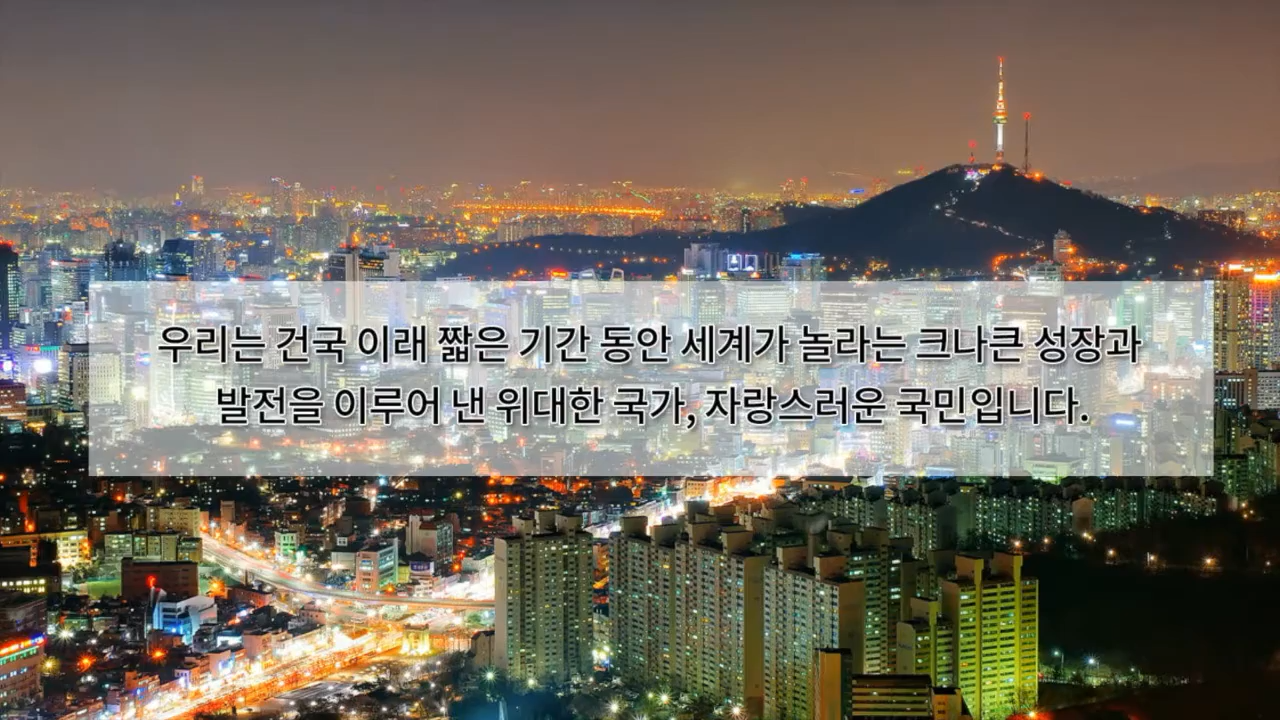 우리는 건국 이래 짧은 기간 동안 세계가 놀라는 크나큰 성장과
발전을 이루어 낸 위대한 국가, 자랑스러운 국민입니다.